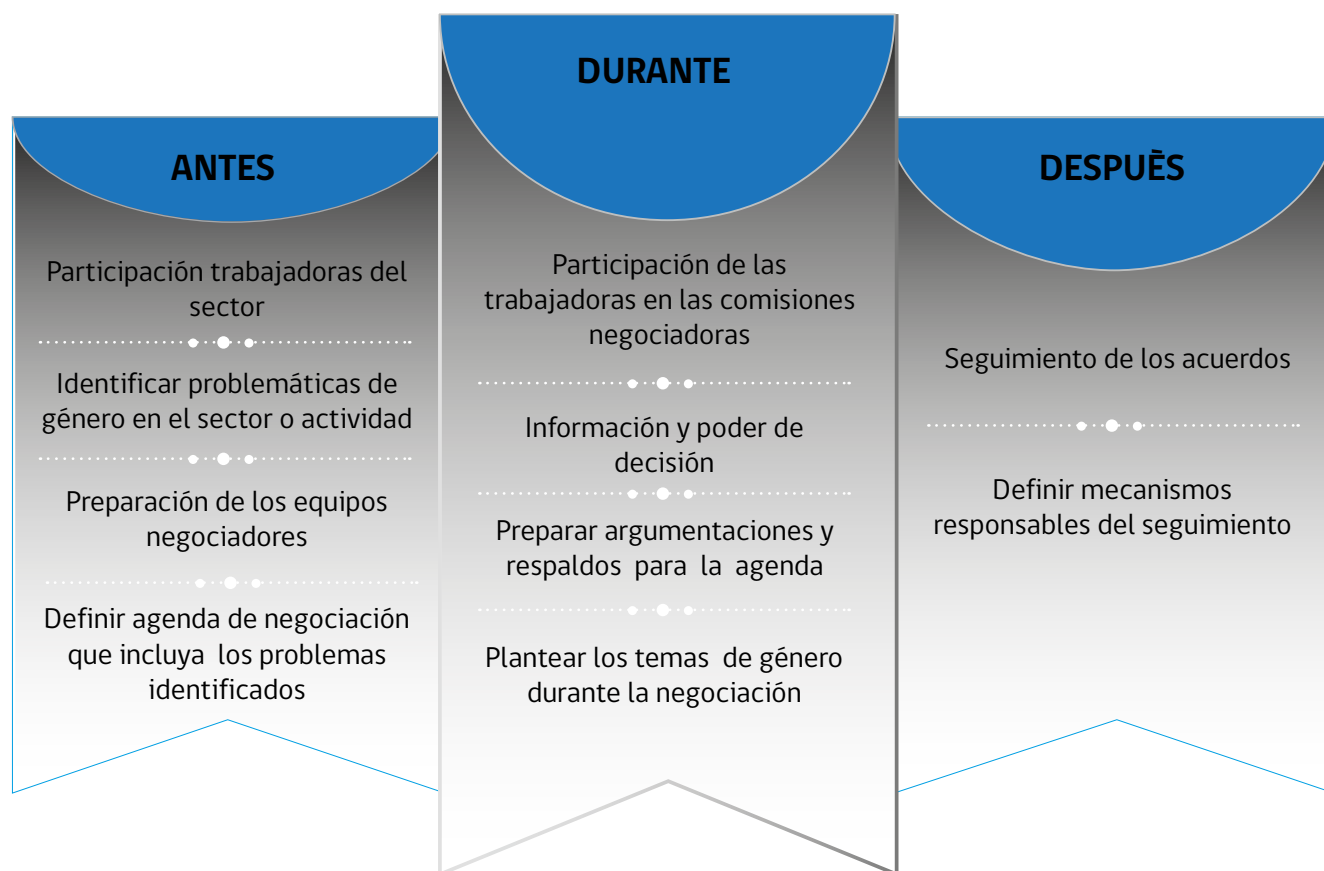 ANTES
Participación trabajadoras del
sector
Identificar problemáticas de
género en el sector o actividad
Preparación de los equipos
negociadores
Definir agenda de negociación
que incluya los problemas
identificados
DURANTE
Participación de las
trabajadoras en las comisiones
negociadoras
Información y poder de
decisión
Preparar argumentaciones y
respaldos para la agenda
Plantear los temas de género
durante la negociación
DESPUÈS
Seguimiento de los acuerdos
Definir mecanismos
responsables del seguimiento